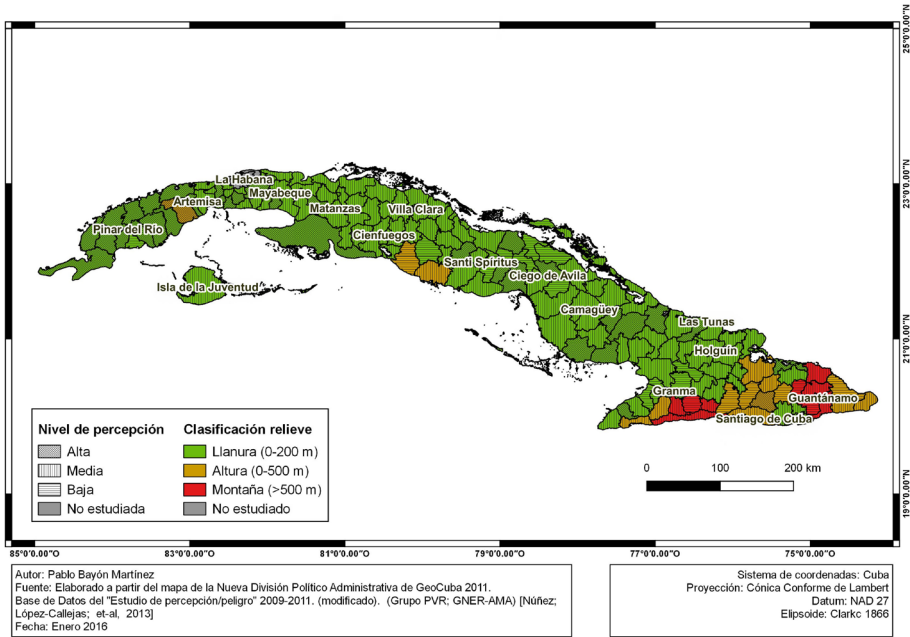 25°0'0.00"N
23°0'0.00"N
21°0'0.00"N
19°0'0.00"N
La Habana
Mayabeque
Artemisa
Matanzas
Villa Clara
Pinar del Río
Cienfuegos
Santi Spíritus
Ciego de Avila
Isla de la Juventud
Camagüey
Las Tunas
Holguín
Granma
Guantánamo
Santiago de Cuba
Nivel de percepción
Alta
Media
Baja
No estudiada
Clasificación relieve
Llanura (0-200 m)
Altura (0-500 m)
Montaña (>500 m)
No estudiado
0 100 200 km
85°0'0.00"O 83°0'0.00"O 81°0'0.00"O 79°0'0.00"O 77°0'0.00"O 75°0'0.00"O
Autor: Pablo Bayón Martínez
Fuente: Elaborado a partir del mapa de la Nueva División Político Administrativa de GeoCuba 2011.
Base de Datos del "Estudio de percepción/peligro" 2009-2011. (modificado). (Grupo PVR; GNER-AMA) [Núñez;
López-Callejas; et-al, 2013]
Fecha: Enero 2016
Sistema de coordenadas: Cuba
Proyección: Cónica Conforme de Lambert
Datum: NAD 27
Elipsoide: Clarkc 1866